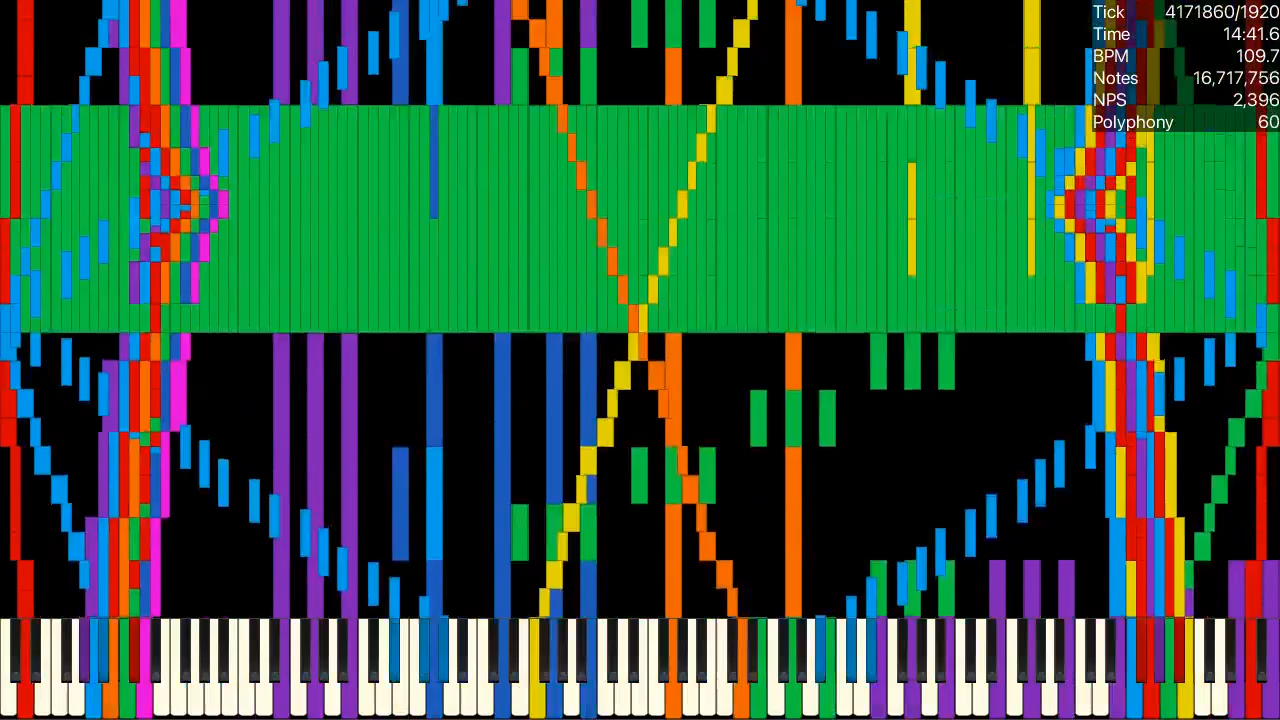 Tick 4171860/1920
Time 14:41.6
BPM 109.7
Notes 16,717,756
NPS 2,396
Polyphony 60